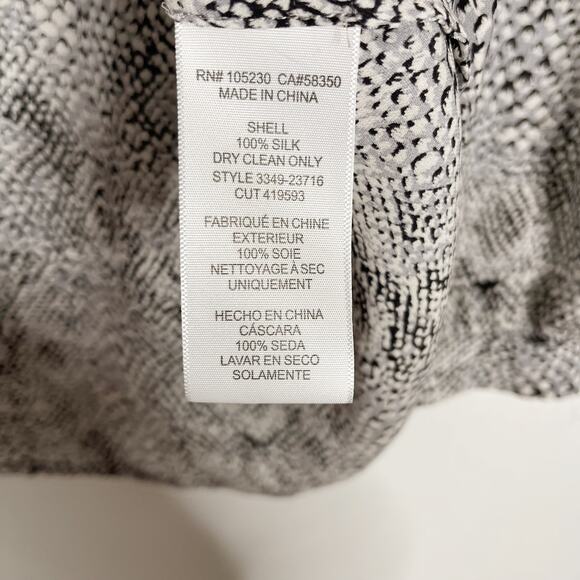 RN# 105230 CA#58350
MADE IN CHINA
SHELL
100% SILK
DRY CLEAN ONLY
STYLE 3349-23716
CUT 419593
FABRIQUÉ EN CHINE
EXTERIEUR
100% SOIE
NETTOYAGE À SEC
UNIQUEMENT
HECHO EN CHINA
CÁSCARA
100% SEDA
LAVAR EN SECO
SOLAMENTE